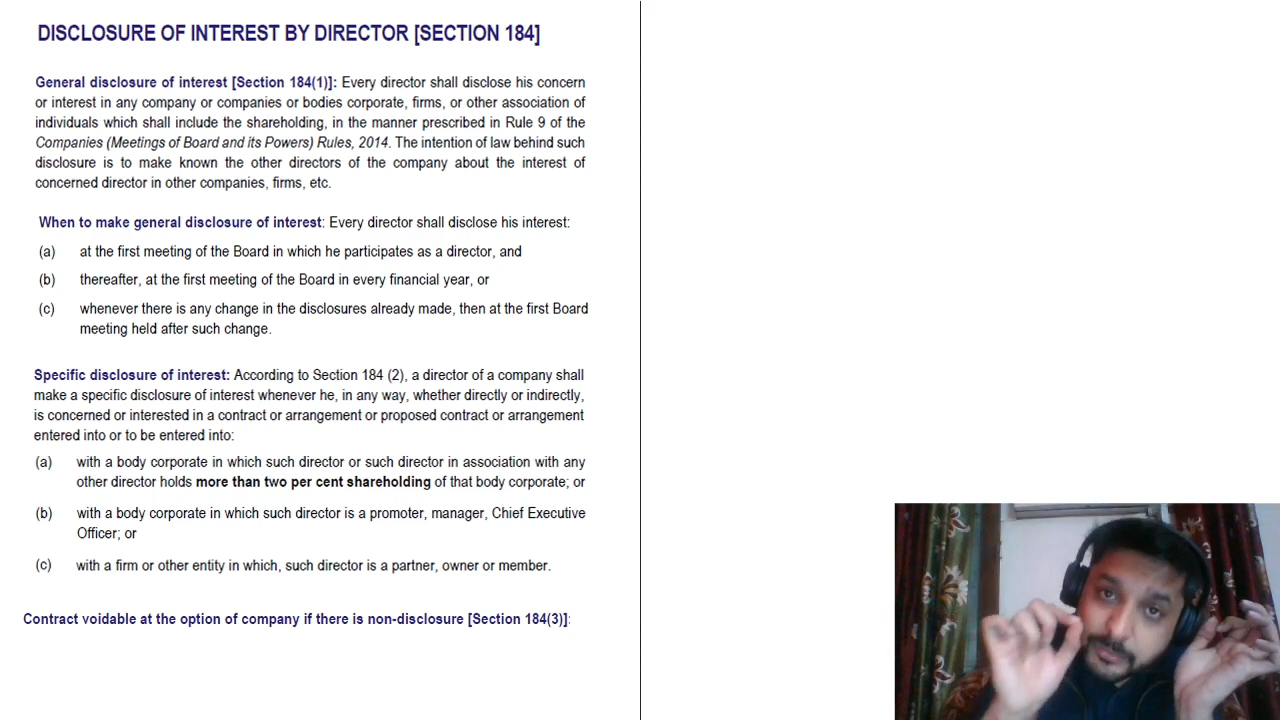 DISCLOSURE OF INTEREST BY DIRECTOR [SECTION 184]
General disclosure of interest [Section 184(1)]: Every director shall disclose his concern
or interest in any company or companies or bodies corporate, firms, or other association of
individuals which shall include the shareholding, in the manner prescribed in Rule 9 of the
Companies (Meetings of Board and its Powers) Rules, 2014. The intention of law behind such
disclosure is to make known the other directors of the company about the interest of
concerned director in other companies, firms, etc.
When to make general disclosure of interest: Every director shall disclose his interest:
(a) at the first meeting of the Board in which he participates as a director, and
(b) thereafter, at the first meeting of the Board in every financial year, or
(c) whenever there is any change in the disclosures already made, then at the first Board
meeting held after such change.
Specific disclosure of interest: According to Section 184 (2), a director of a company shall
make a specific disclosure of interest whenever he, in any way, whether directly or indirectly,
is concerned or interested in a contract or arrangement or proposed contract or arrangement
entered into or to be entered into:
(a) with a body corporate in which such director or such director in association with any
other director holds more than two per cent shareholding of that body corporate; or
(b) with a body corporate in which such director is a promoter, manager, Chief Executive
Officer; or
(c) with a firm or other entity in which, such director is a partner, owner or member.
Contract voidable at the option of company if there is non-disclosure [Section 184(3)]: